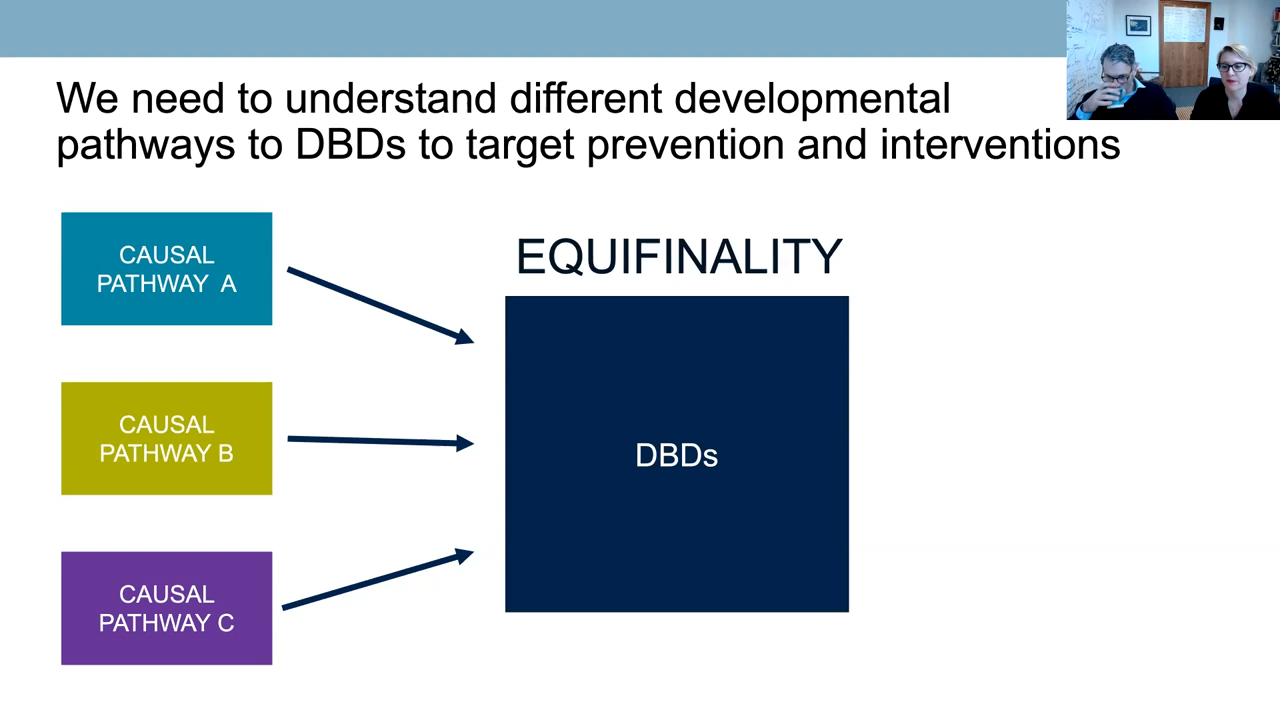 We need to understand different developmental
pathways to DBDs to target prevention and interventions
CAUSAL
PATHWAY A
EQUIFINALITY
CAUSAL
PATHWAY B
DBDs
CAUSAL
PATHWAY C